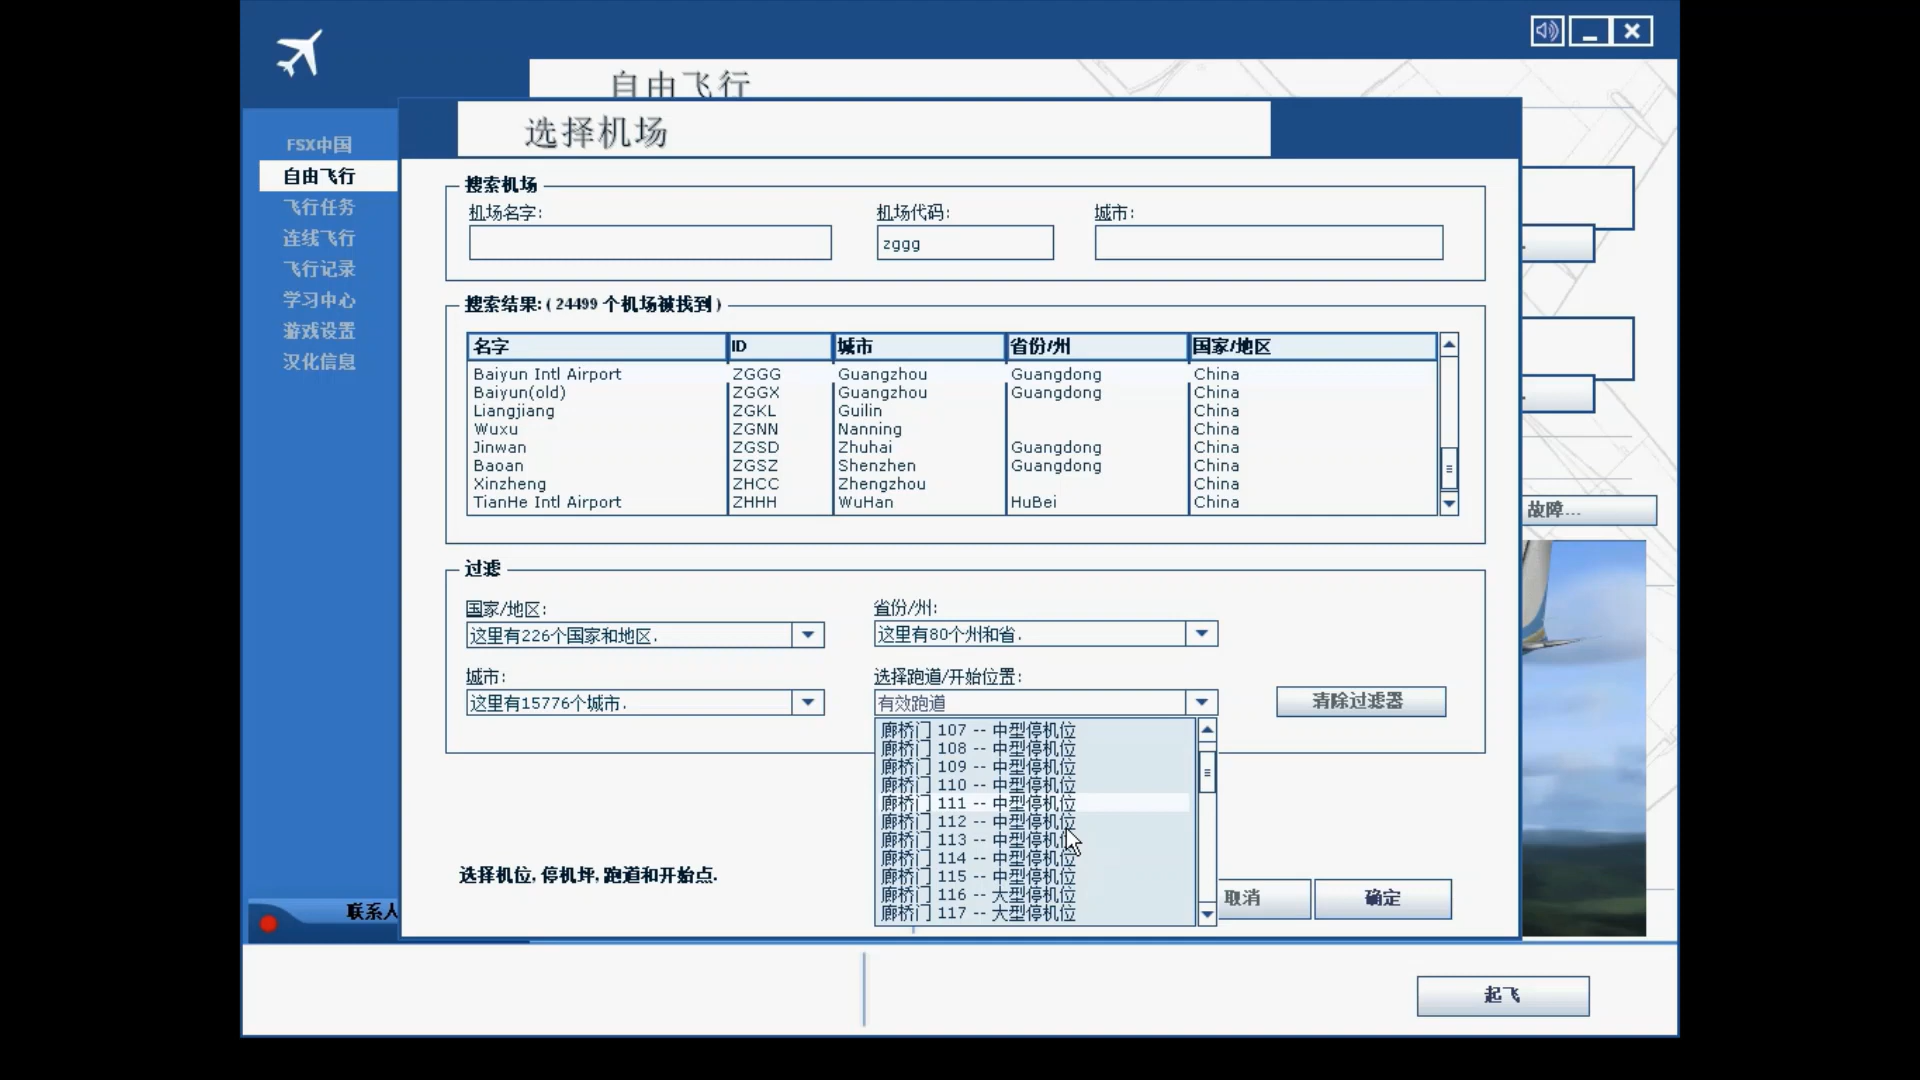 自由飞行
选择机场
FSX中国
自由飞行
飞行任务
连线飞行
飞行记录
学习中心
游戏设置
汉化信息
搜索机场
机场名字: 机场代码: 城市:
zggg
搜索结果: ( 24499 个机场被找到 )
名字 ID 城市 省份/州 国家/地区
Baiyun Intl Airport ZGGG Guangzhou Guangdong China
Baiyun(old) ZGGX Guangzhou Guangdong China
Liangjiang ZGKL Guilin China
Wuxu ZGNN Nanning China
Jinwan ZGSD Zhuhai Guangdong China
Baoan ZGSZ Shenzhen Guangdong China
Xinzheng ZHCC Zhengzhou China
TianHe Intl Airport ZHHH WuHan HuBei China
故障...
过滤
国家/地区: 省份/州:
这里有226个国家和地区. 这里有80个州和省.
城市: 选择跑道/开始位置:
这里有15776个城市. 有效跑道 清除过滤器
廊桥门 107 -- 中型停机位
廊桥门 108 -- 中型停机位
廊桥门 109 -- 中型停机位
廊桥门 110 -- 中型停机位
廊桥门 111 -- 中型停机位
廊桥门 112 -- 中型停机位
廊桥门 113 -- 中型停机位
廊桥门 114 -- 中型停机位
廊桥门 115 -- 中型停机位
廊桥门 116 -- 大型停机位
廊桥门 117 -- 大型停机位
选择机位, 停机坪, 跑道和开始点.
取消 确定
联系人
起飞